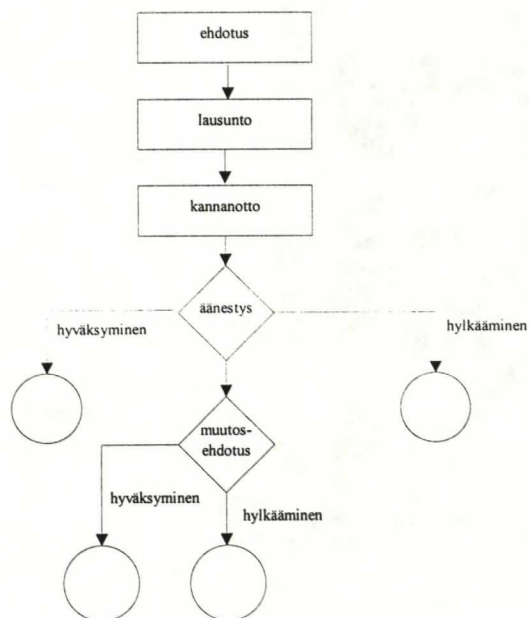 ehdotus
lausunto
kannanotto
äänestys
hyväksyminen
hylkääminen
muutos-
ehdotus
hyväksyminen
hylkääminen